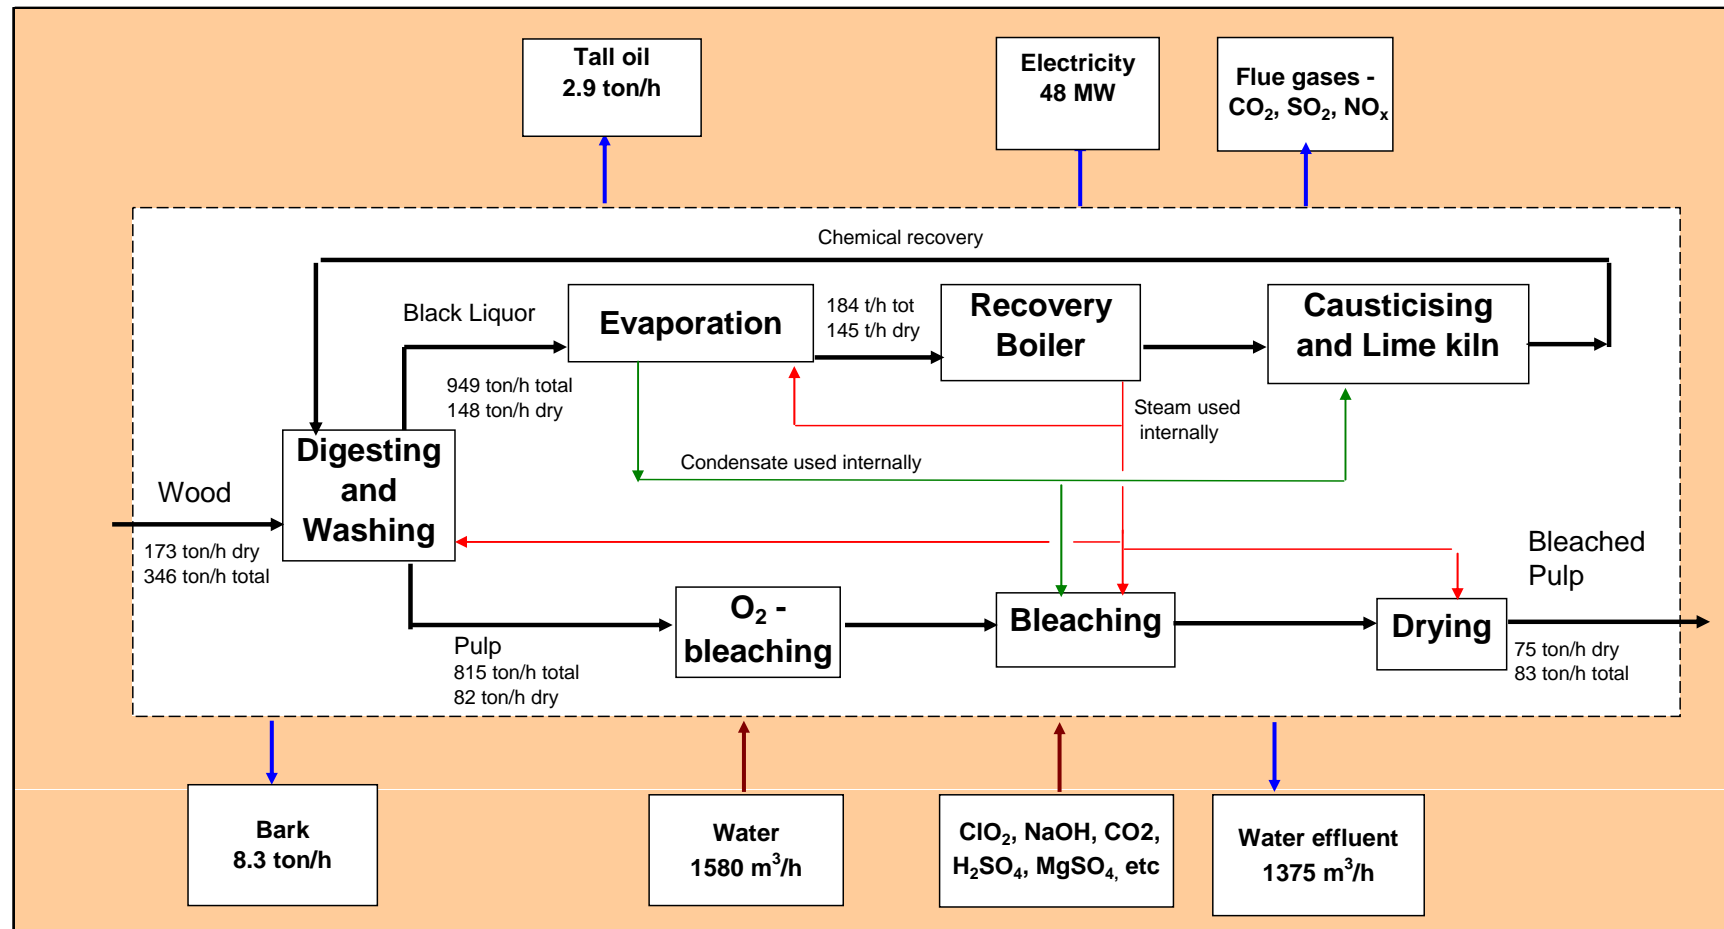 Tall oil
2.9 ton/h
Electricity
48 MW
Flue gases -
CO₂, SO₂, NOₓ
Chemical recovery
Black Liquor
Evaporation
184 t/h tot
145 t/h dry
Recovery
Boiler
Causticising
and Lime kiln
949 ton/h total
148 ton/h dry
Steam used
internally
Digesting
and
Washing
Condensate used internally
Wood
173 ton/h dry
346 ton/h total
Bleached
Pulp
O₂ -
bleaching
Bleaching
Drying
Pulp
815 ton/h total
82 ton/h dry
75 ton/h dry
83 ton/h total
Bark
8.3 ton/h
Water
1580 m³/h
ClO₂, NaOH, CO2,
H₂SO₄, MgSO₄, etc
Water effluent
1375 m³/h